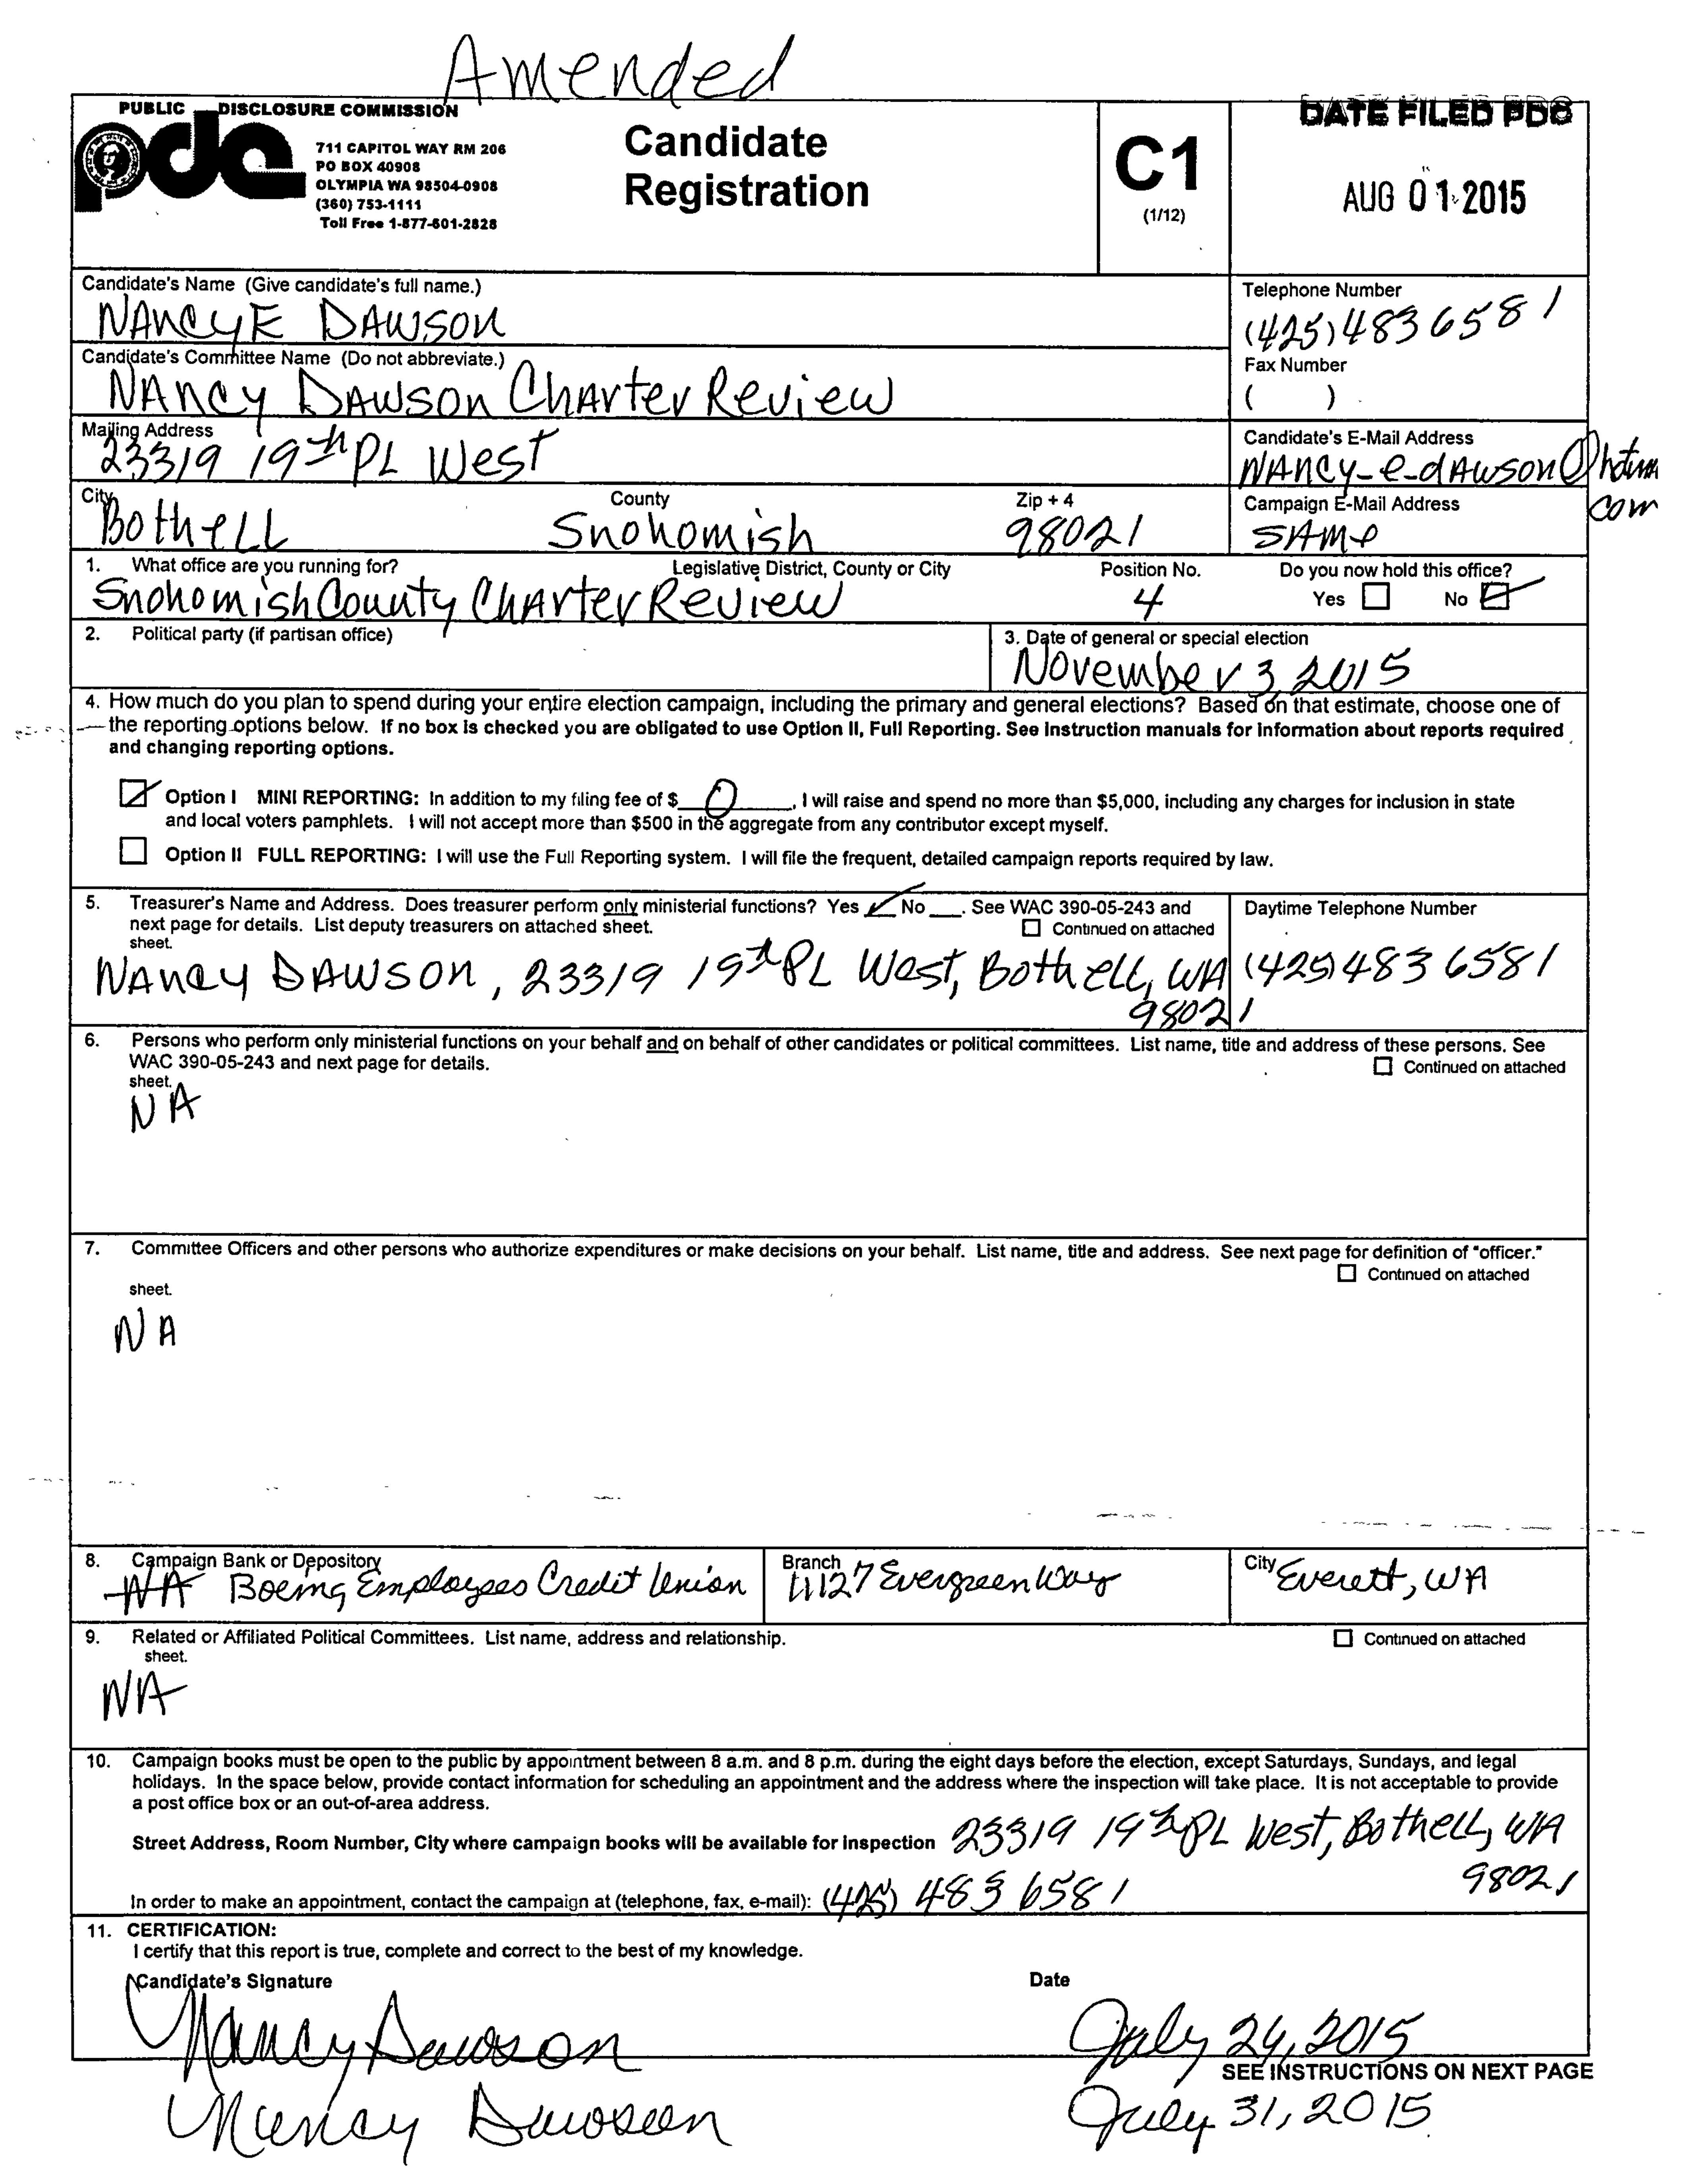 Amended
PUBLIC DISCLOSURE COMMISSION
pdc
711 CAPITOL WAY RM 206
PO BOX 40908
OLYMPIA WA 98504-0908
(360) 753-1111
Toll Free 1-877-601-2828
Candidate
Registration
C1
(1/12)
DATE FILED PDC
AUG 01 2015
Candidate's Name (Give candidate's full name.)
NANCY E DAWSON
Telephone Number
(425) 483 6581
Candidate's Committee Name (Do not abbreviate.)
NANCY DAWSON Charter Review
Fax Number
( )
Mailing Address
23319 19th PL West
Candidate's E-Mail Address
NANCY-e-dAWSON@hotm
com
City County Zip + 4
Bothell Snohomish 98021
Campaign E-Mail Address
SAME
1. What office are you running for? Legislative District, County or City Position No. Do you now hold this office?
Snohomish County Charter Review 4 Yes No
2. Political party (if partisan office)
3. Date of general or special election
November 3, 2015
4. How much do you plan to spend during your entire election campaign, including the primary and general elections? Based on that estimate, choose one of
the reporting options below. If no box is checked you are obligated to use Option II, Full Reporting. See instruction manuals for information about reports required
and changing reporting options.
Option I MINI REPORTING: In addition to my filing fee of $ 0 , I will raise and spend no more than $5,000, including any charges for inclusion in state
and local voters pamphlets. I will not accept more than $500 in the aggregate from any contributor except myself.
Option II FULL REPORTING: I will use the Full Reporting system. I will file the frequent, detailed campaign reports required by law.
5. Treasurer's Name and Address. Does treasurer perform only ministerial functions? Yes ✓ No ___. See WAC 390-05-243 and
next page for details. List deputy treasurers on attached sheet. Continued on attached
sheet.
NANCY DAWSON, 23319 19th PL West, Bothell, WA
98021
Daytime Telephone Number
(425) 483 6581
6. Persons who perform only ministerial functions on your behalf and on behalf of other candidates or political committees. List name, title and address of these persons. See
WAC 390-05-243 and next page for details. Continued on attached
sheet.
NA
7. Committee Officers and other persons who authorize expenditures or make decisions on your behalf. List name, title and address. See next page for definition of "officer."
Continued on attached
sheet.
NA
8. Campaign Bank or Depository Branch City
NA Boeing Employees Credit Union 11127 Evergreen Way Everett, WA
9. Related or Affiliated Political Committees. List name, address and relationship. Continued on attached
sheet.
NA
10. Campaign books must be open to the public by appointment between 8 a.m. and 8 p.m. during the eight days before the election, except Saturdays, Sundays, and legal
holidays. In the space below, provide contact information for scheduling an appointment and the address where the inspection will take place. It is not acceptable to provide
a post office box or an out-of-area address.
Street Address, Room Number, City where campaign books will be available for inspection 23319 19th PL West, Bothell, WA
98021
In order to make an appointment, contact the campaign at (telephone, fax, e-mail): (425) 483 6581
11. CERTIFICATION:
I certify that this report is true, complete and correct to the best of my knowledge.
Candidate's Signature Date
Nancy Dawson July 24, 2015
SEE INSTRUCTIONS ON NEXT PAGE
Nancy Dawson July 31, 2015